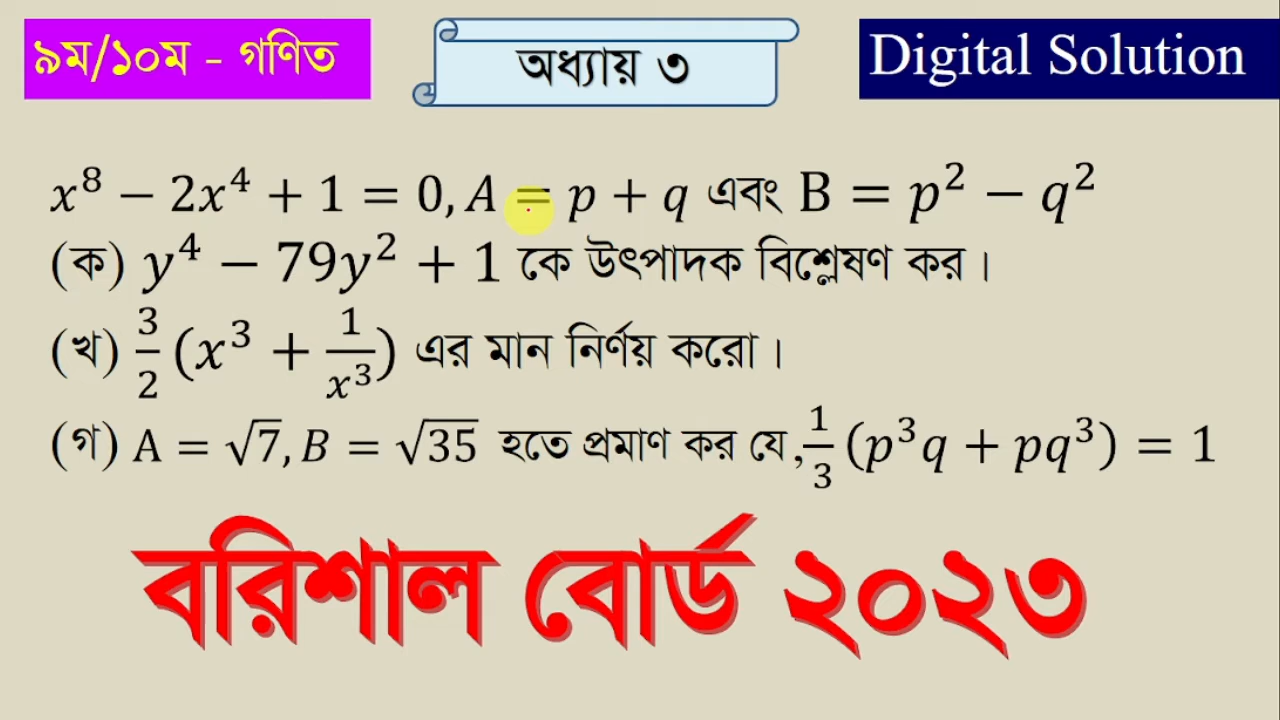 ৯ম/১০ম - গণিত
অধ্যায় ৩
Digital Solution
x⁸ − 2x⁴ + 1 = 0, A = p + q এবং B = p² − q²
(ক) y⁴ − 79y² + 1 কে উৎপাদক বিশ্লেষণ কর।
(খ) 3/2 (x³ + 1/x³) এর মান নির্ণয় করো।
(গ) A = √7, B = √35 হতে প্রমাণ কর যে, 1/3 (p³q + pq³) = 1
বরিশাল বোর্ড ২০২৩